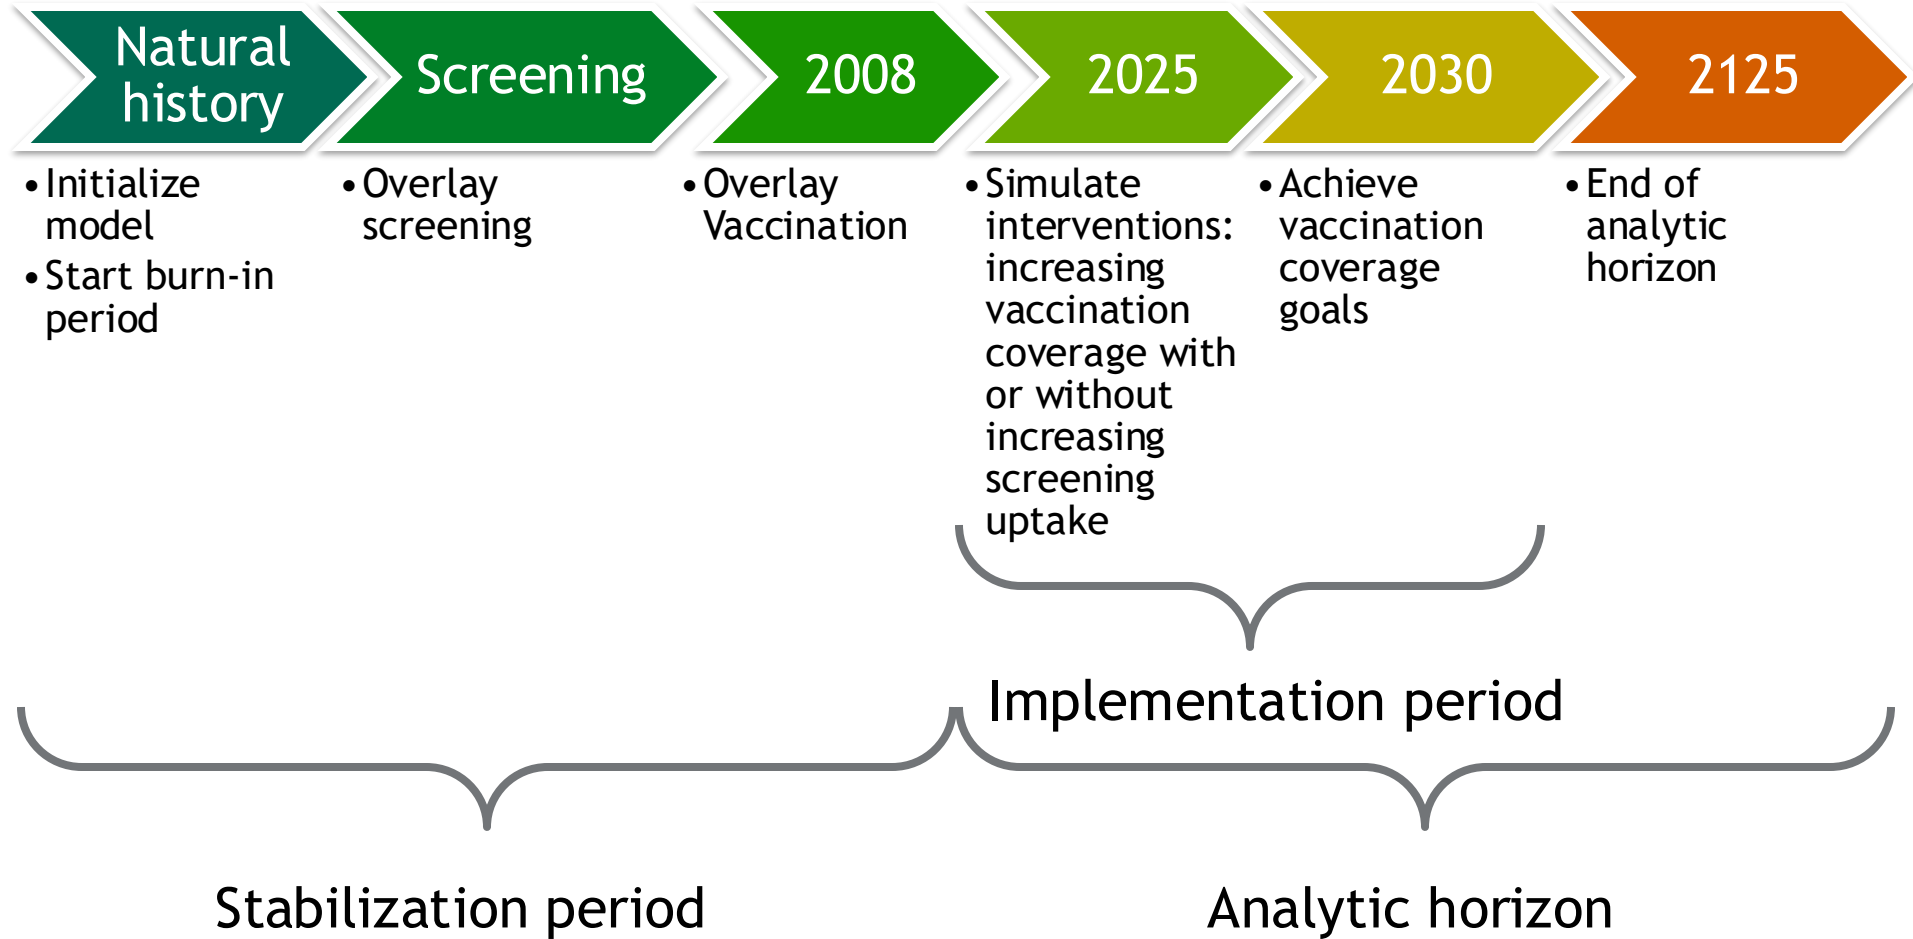 Natural
history
Screening
2008
2025
2030
2125
• Initialize
model
• Start burn-in
period
• Overlay
screening
• Overlay
Vaccination
• Simulate
interventions:
increasing
vaccination
coverage with
or without
increasing
screening
uptake
• Achieve
vaccination
coverage
goals
• End of
analytic
horizon
Implementation period
Stabilization period
Analytic horizon